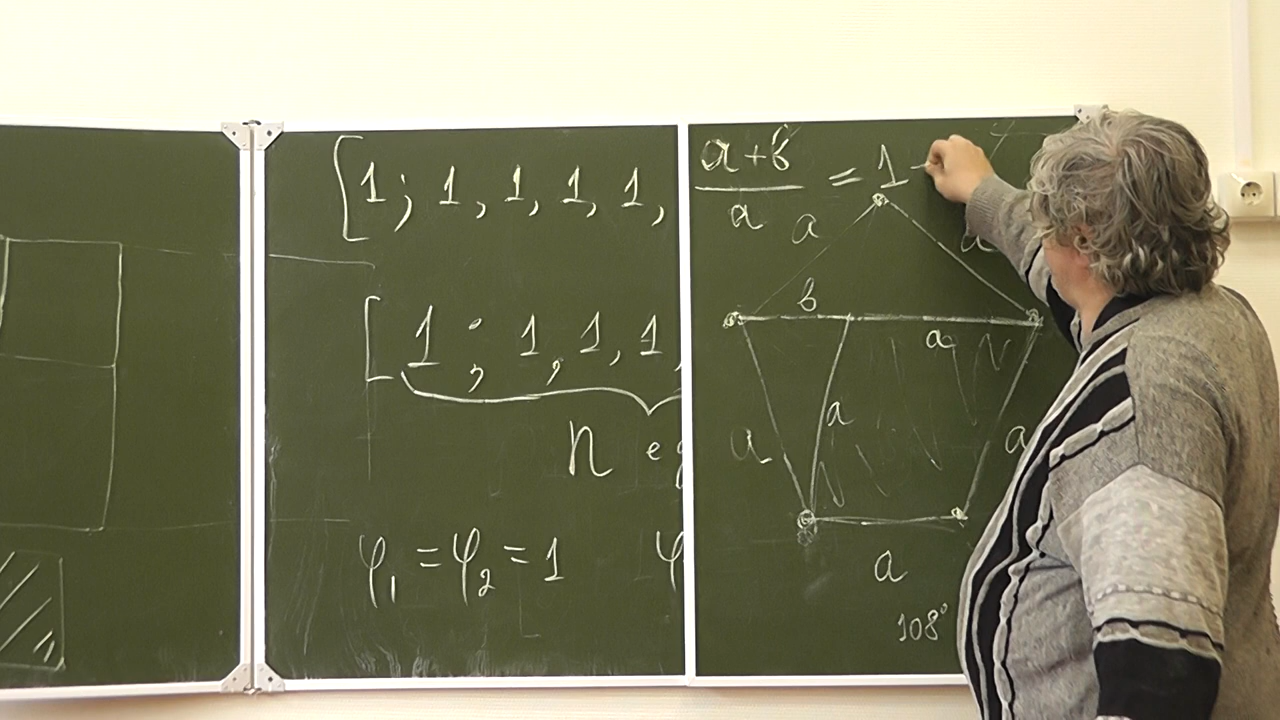 [1; 1, 1, 1, 1,
[1; 1, 1, 1,
n
φ₁ = φ₂ = 1 φ
a+b
a
= 1
a
a
b
a
a
a
a
a
108°